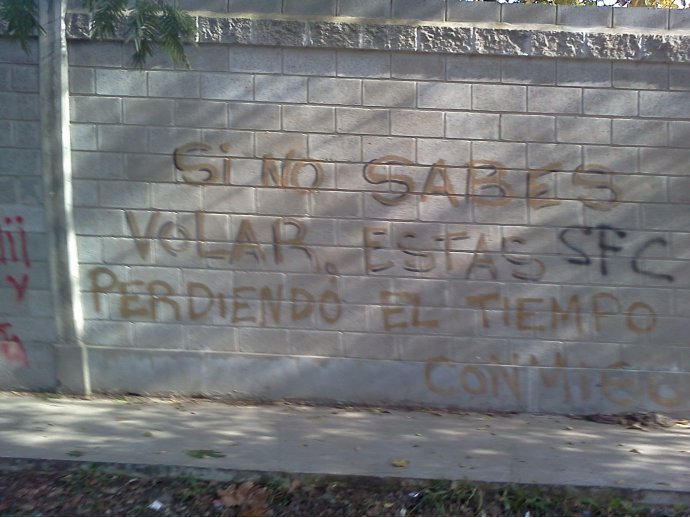 Si NO SABES
VOLAR. ESTAS SFC
PERDIENDO EL TIEMPO
CONMIGO